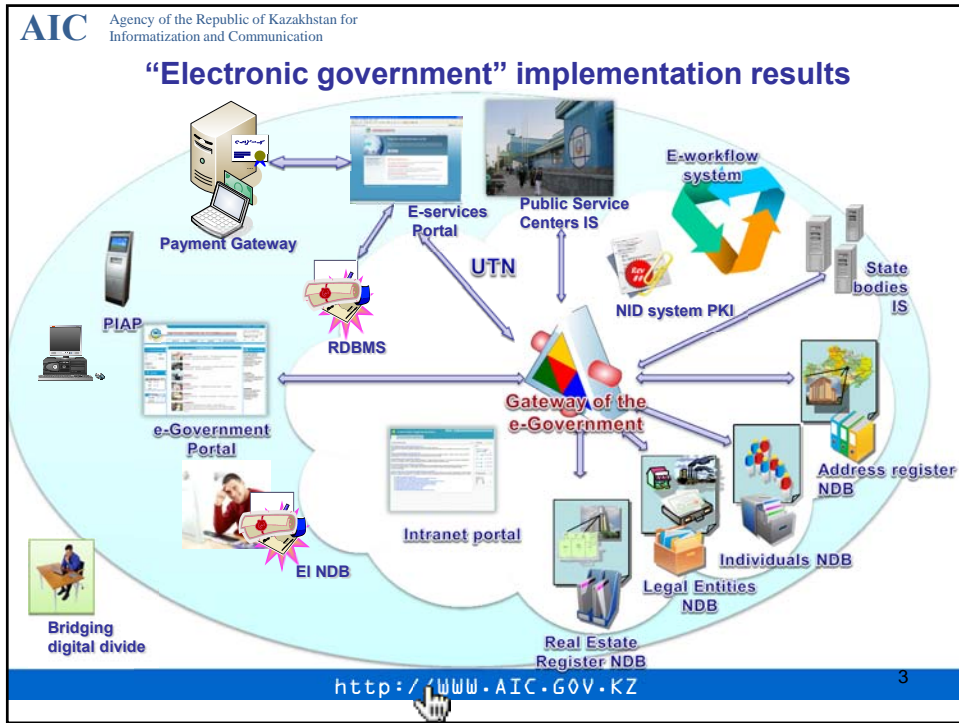 AIC
Agency of the Republic of Kazakhstan for
Informatization and Communication
“Electronic government” implementation results
Payment Gateway
E-services
Portal
Public Service
Centers IS
E-workflow
system
State
bodies
IS
UTN
NID system PKI
PIAP
RDBMS
e-Government
Portal
Gateway of the
e-Government
Intranet portal
Address register
NDB
Individuals NDB
Legal Entities
NDB
Real Estate
Register NDB
EI NDB
Bridging
digital divide
http://WWW.AIC.GOV.KZ
3